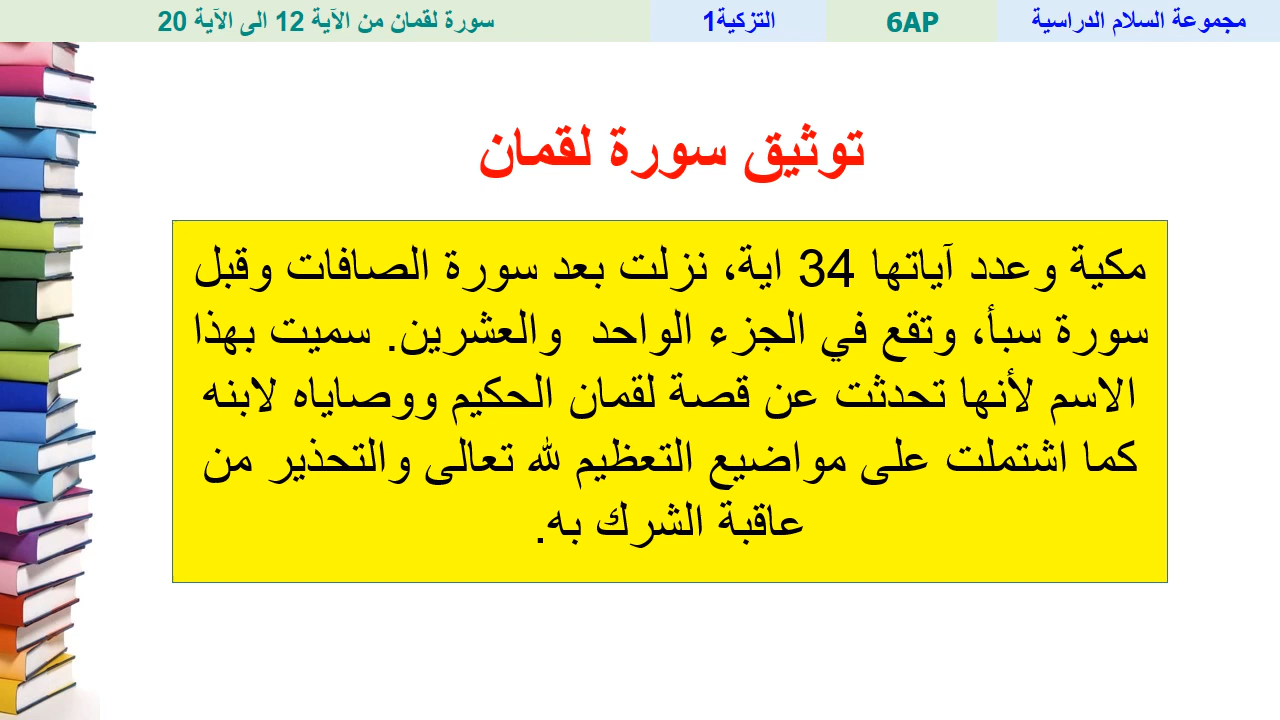 مجموعة السلام الدراسية
6AP
التزكية1
سورة لقمان من الآية 12 الى الآية 20
توثيق سورة لقمان
مكية وعدد آياتها 34 اية، نزلت بعد سورة الصافات وقبل
سورة سبأ، وتقع في الجزء الواحد والعشرين. سميت بهذا
الاسم لأنها تحدثت عن قصة لقمان الحكيم ووصاياه لابنه
كما اشتملت على مواضيع التعظيم لله تعالى والتحذير من
عاقبة الشرك به.